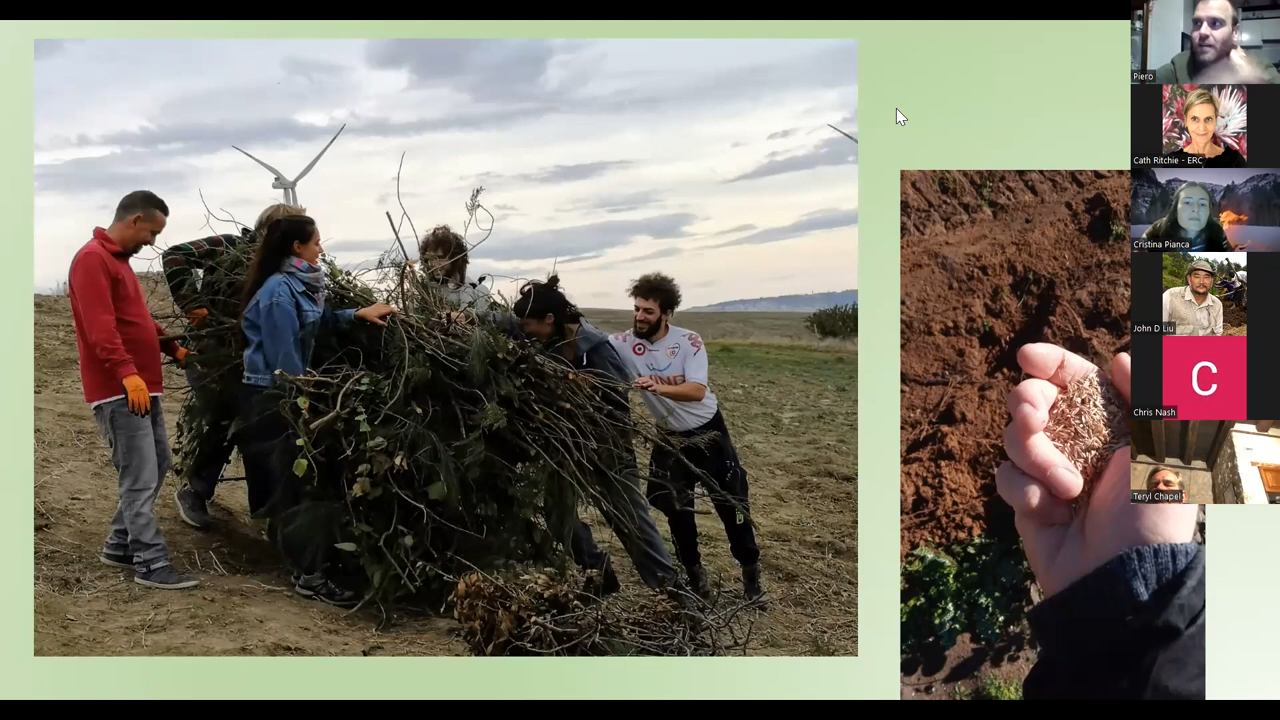 Piero
Cath Ritchie - ERC
Cristina Pianca
John D Liu
C
Chris Nash
Teryl Chapel